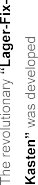 The revolutionary “Lager-Fix-
Kasten” was developed